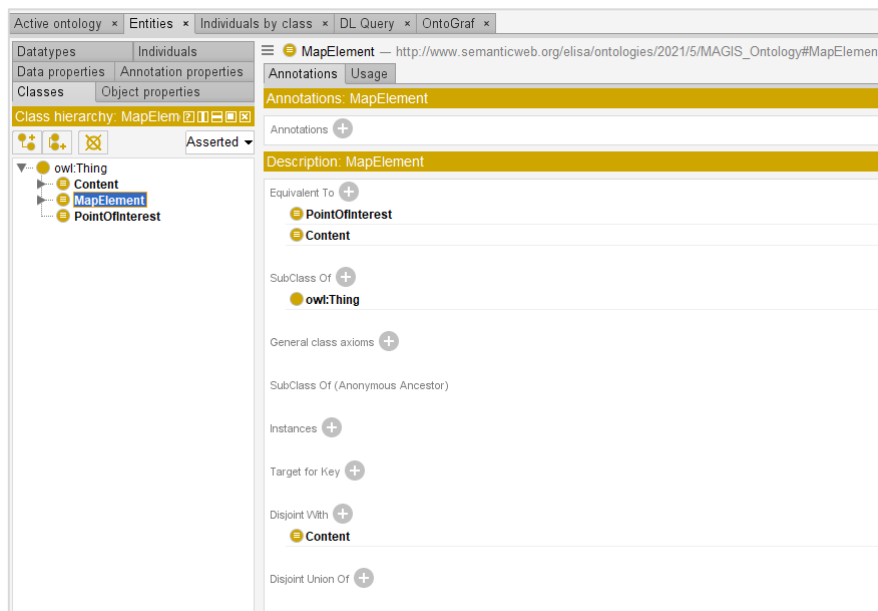 Active ontology × Entities × Individuals by class × DL Query × OntoGraf ×
Datatypes Individuals
Data properties Annotation properties
Classes Object properties
Class hierarchy: MapElem
Asserted
owl:Thing
Content
MapElement
PointOfInterest
MapElement — http://www.semanticweb.org/elisa/ontologies/2021/5/MAGIS_Ontology#MapElemen
Annotations Usage
Annotations: MapElement
Annotations
Description: MapElement
Equivalent To
PointOfInterest
Content
SubClass Of
owl:Thing
General class axioms
SubClass Of (Anonymous Ancestor)
Instances
Target for Key
Disjoint With
Content
Disjoint Union Of